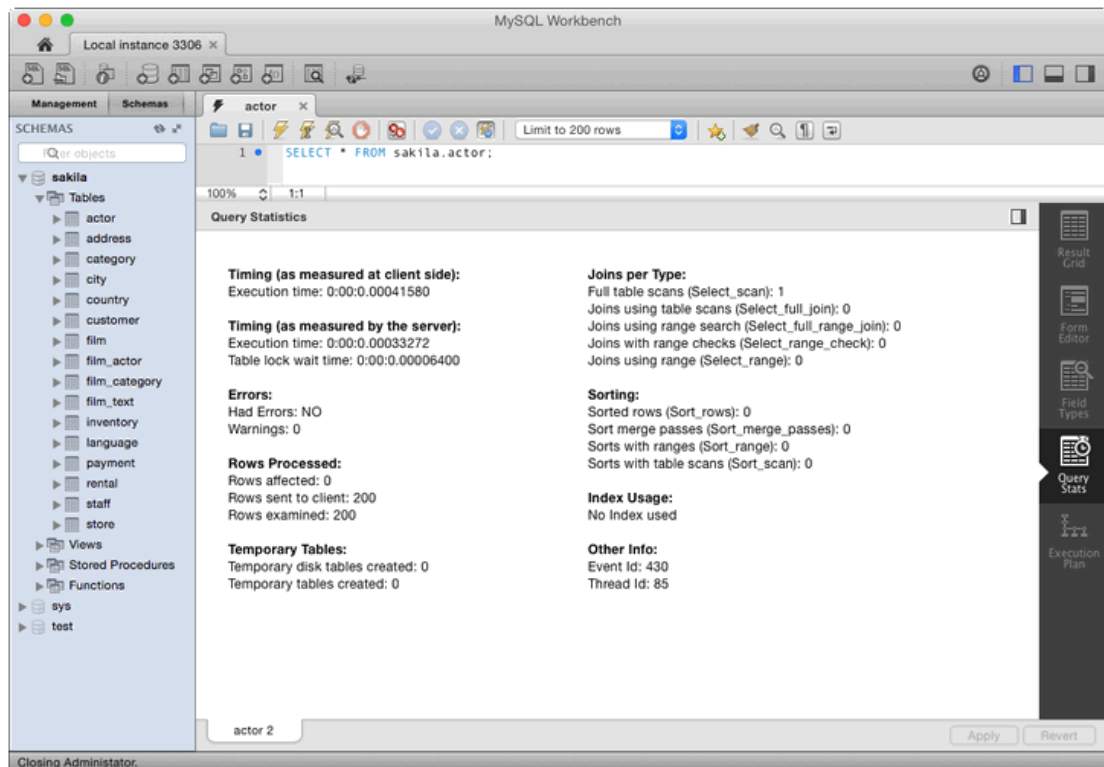 MySQL Workbench
Local instance 3306
Management Schemas
actor
SCHEMAS
Limit to 200 rows
objects
1 SELECT * FROM sakila.actor;
sakila
100% 1:1
Tables
Query Statistics
actor
address
category
city
country
customer
film
film_actor
film_category
film_text
inventory
language
payment
rental
staff
store
Views
Stored Procedures
Functions
sys
test
Timing (as measured at client side):
Execution time: 0:00:0.00041580
Timing (as measured by the server):
Execution time: 0:00:0.00033272
Table lock wait time: 0:00:0.00006400
Errors:
Had Errors: NO
Warnings: 0
Rows Processed:
Rows affected: 0
Rows sent to client: 200
Rows examined: 200
Temporary Tables:
Temporary disk tables created: 0
Temporary tables created: 0
Joins per Type:
Full table scans (Select_scan): 1
Joins using table scans (Select_full_join): 0
Joins using range search (Select_full_range_join): 0
Joins with range checks (Select_range_check): 0
Joins using range (Select_range): 0
Sorting:
Sorted rows (Sort_rows): 0
Sort merge passes (Sort_merge_passes): 0
Sorts with ranges (Sort_range): 0
Sorts with table scans (Sort_scan): 0
Index Usage:
No Index used
Other Info:
Event Id: 430
Thread Id: 85
Result
Grid
Form
Editor
Field
Types
Query
Stats
Execution
Plan
actor 2
Apply Revert
Closing Administator.